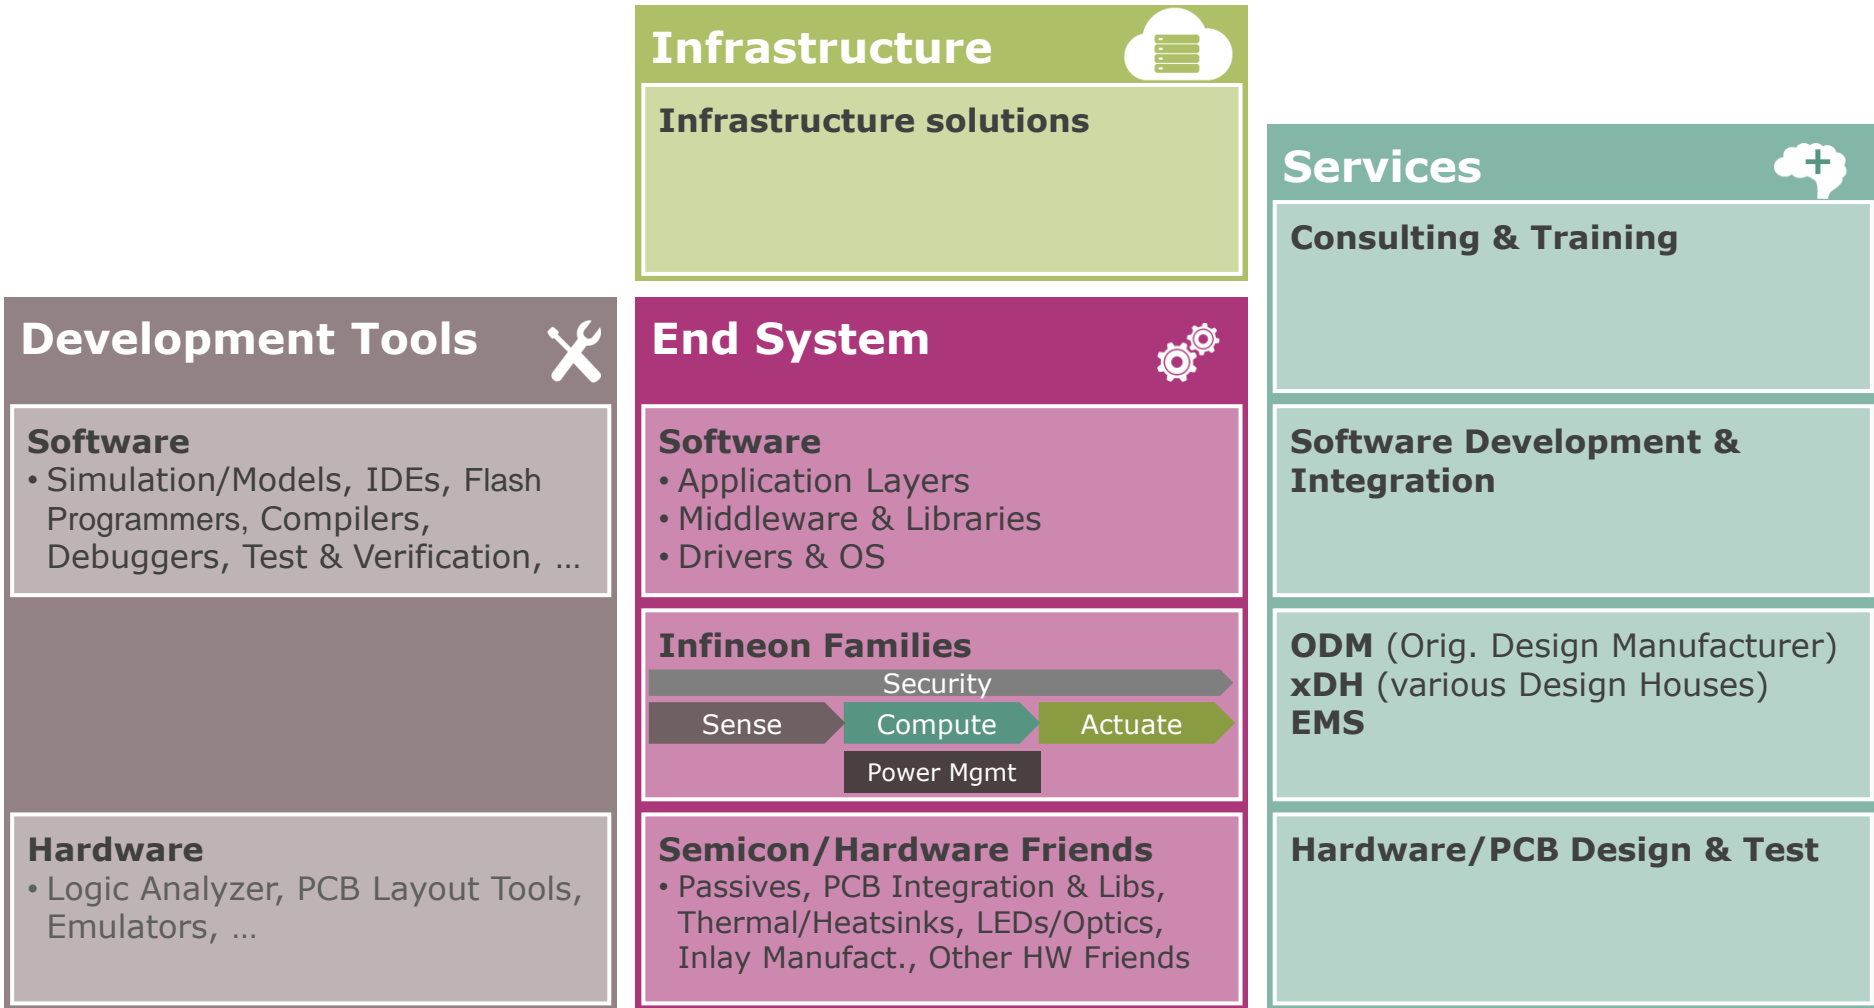 Infrastructure
Infrastructure solutions
Development Tools
Software
• Simulation/Models, IDEs, Flash
Programmers, Compilers,
Debuggers, Test & Verification, ...
Hardware
• Logic Analyzer, PCB Layout Tools,
Emulators, ...
End System
Software
• Application Layers
• Middleware & Libraries
• Drivers & OS
Infineon Families
Security
Sense
Compute
Actuate
Power Mgmt
Semicon/Hardware Friends
• Passives, PCB Integration & Libs,
Thermal/Heatsinks, LEDs/Optics,
Inlay Manufact., Other HW Friends
Services
Consulting & Training
Software Development &
Integration
ODM (Orig. Design Manufacturer)
xDH (various Design Houses)
EMS
Hardware/PCB Design & Test